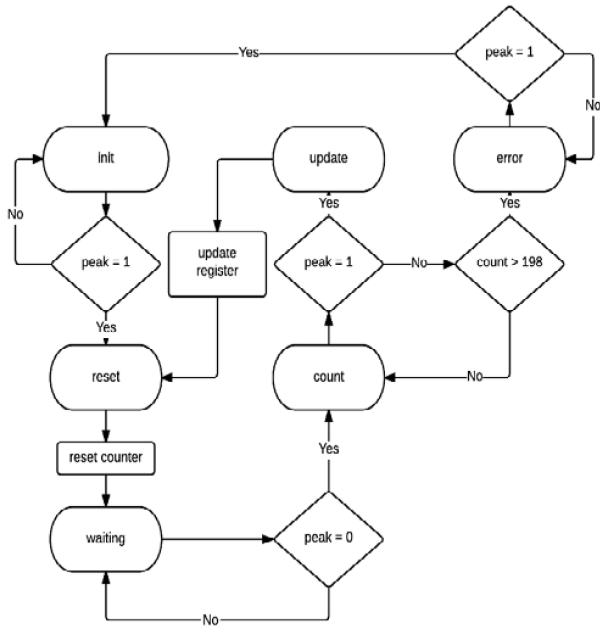 peak = 1
Yes
No
init
update
error
No
Yes
Yes
peak = 1
update
register
peak = 1
No
count > 198
Yes
reset
count
No
reset counter
Yes
waiting
peak = 0
No